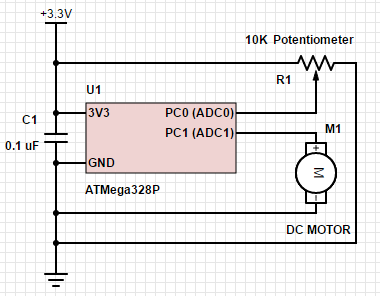 +3.3V
10K Potentiometer
R1
U1
3V3
PC0 (ADC0)
PC1 (ADC1)
C1
0.1 uF
M1
+
GND
M
ATMega328P
−
DC MOTOR